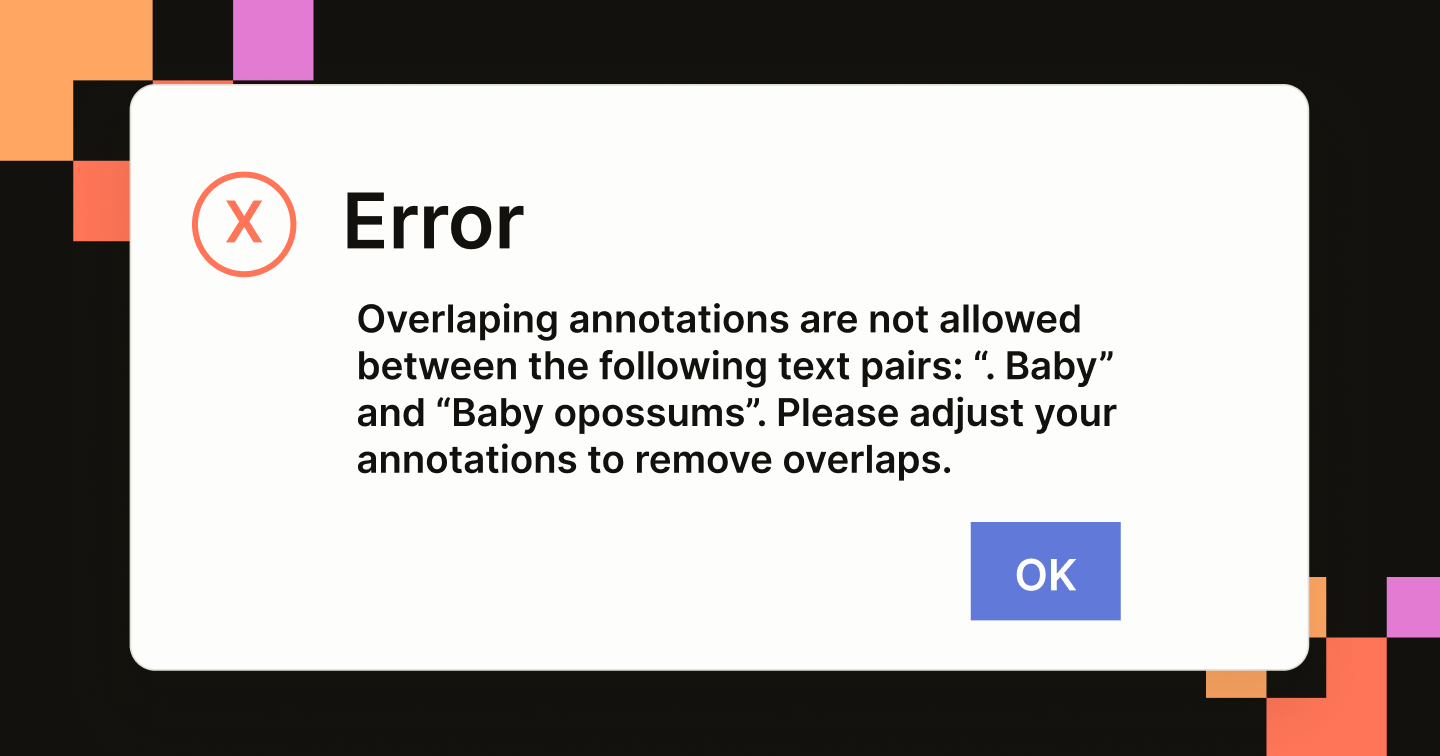 X
Error
Overlaping annotations are not allowed
between the following text pairs: “. Baby”
and “Baby opossums”. Please adjust your
annotations to remove overlaps.
OK